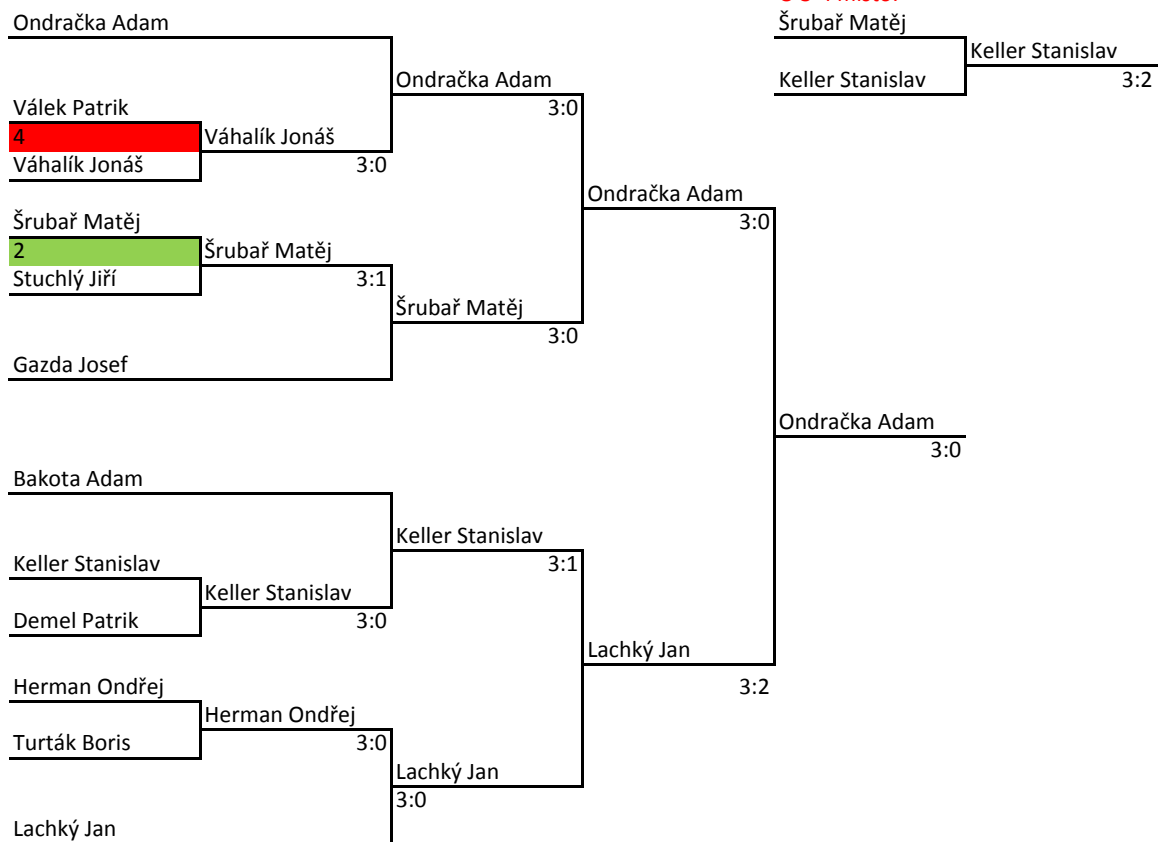 Ondračka Adam
Šrubař Matěj
Keller Stanislav
Ondračka Adam
Keller Stanislav
3:2
Válek Patrik
3:0
4
Váhalík Jonáš
Váhalík Jonáš
3:0
Ondračka Adam
Šrubař Matěj
3:0
2
Šrubař Matěj
Stuchlý Jiří
3:1
Šrubař Matěj
3:0
Gazda Josef
Ondračka Adam
3:0
Bakota Adam
Keller Stanislav
Keller Stanislav
3:1
Keller Stanislav
Demel Patrik
3:0
Lachký Jan
Herman Ondřej
3:2
Herman Ondřej
Turták Boris
3:0
Lachký Jan
3:0
Lachký Jan